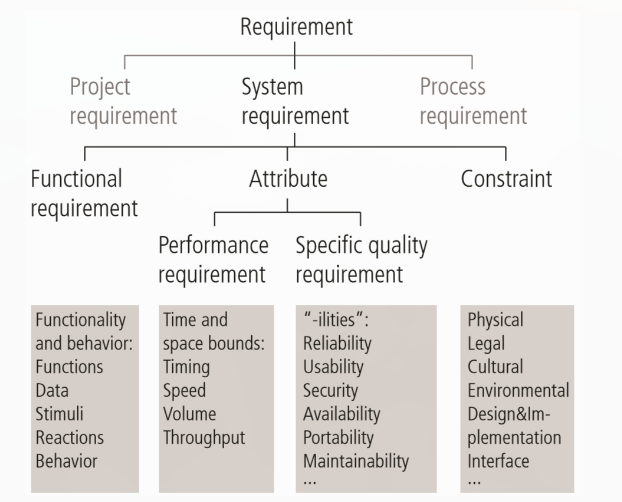 Requirement
Project
requirement
System
requirement
Process
requirement
Functional
requirement
Attribute
Constraint
Performance
requirement
Specific quality
requirement
Functionality
and behavior:
Functions
Data
Stimuli
Reactions
Behavior
Time and
space bounds:
Timing
Speed
Volume
Throughput
“-ilities”:
Reliability
Usability
Security
Availability
Portability
Maintainability
...
Physical
Legal
Cultural
Environmental
Design&Im-
plementation
Interface
...